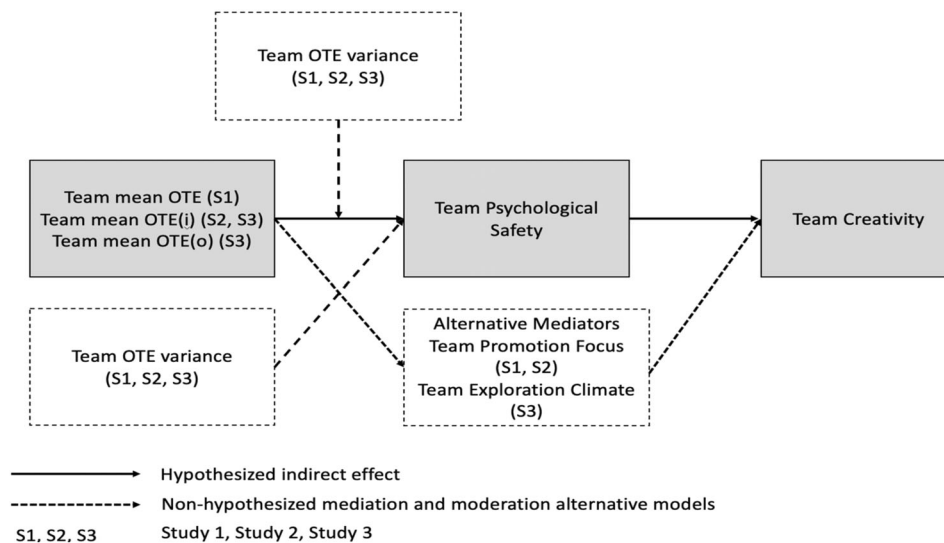 Team OTE variance
(S1, S2, S3)
Team mean OTE (S1)
Team mean OTE(i) (S2, S3)
Team mean OTE(o) (S3)
Team Psychological
Safety
Team Creativity
Team OTE variance
(S1, S2, S3)
Alternative Mediators
Team Promotion Focus
(S1, S2)
Team Exploration Climate
(S3)
Hypothesized indirect effect
Non-hypothesized mediation and moderation alternative models
S1, S2, S3 Study 1, Study 2, Study 3